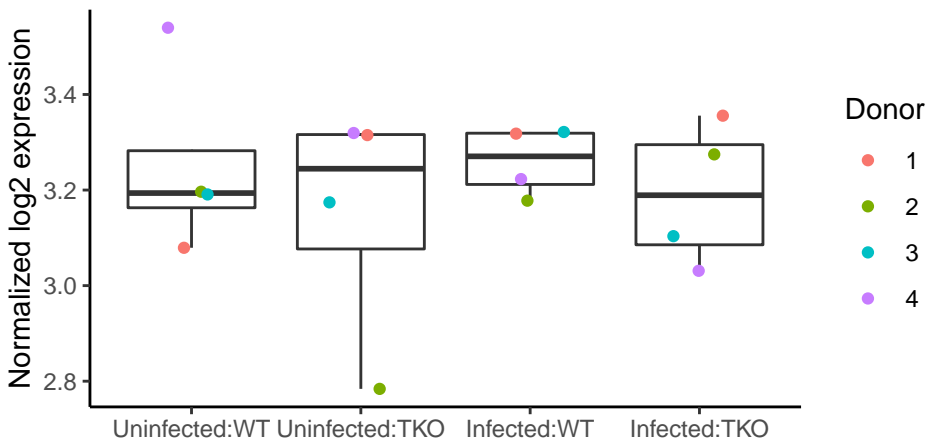 Normalized log2 expression
3.4
3.2
3.0
2.8
Uninfected:WT Uninfected:TKO Infected:WT Infected:TKO
Donor
1
2
3
4